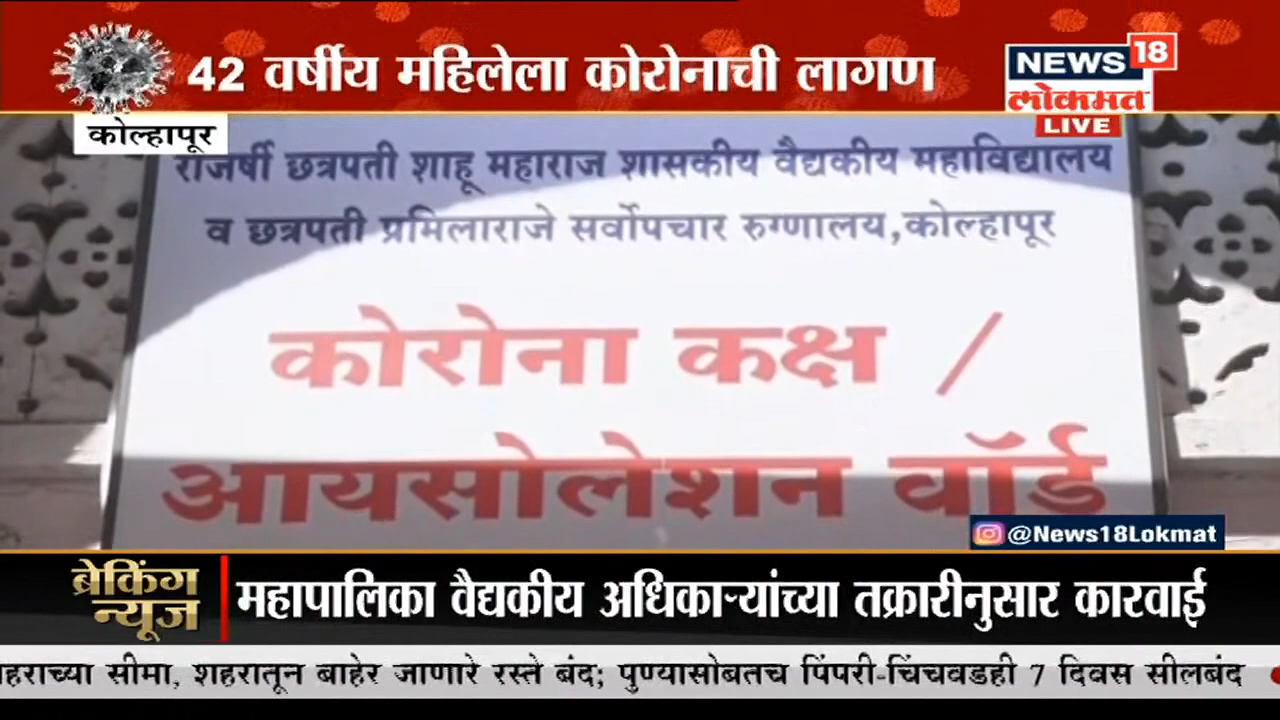 42 वर्षीय महिलेला कोरोनाची लागण
NEWS 18
लोकमत
LIVE
कोल्हापूर
राजर्षी छत्रपती शाहू महाराज शासकीय वैद्यकीय महाविद्यालय
व छत्रपती प्रमिलाराजे सर्वोपचार रुग्णालय,कोल्हापूर
कोरोना कक्ष /
आयसोलेशन वॉर्ड
@News18Lokmat
ब्रेकिंग
न्यूज
महापालिका वैद्यकीय अधिकाऱ्यांच्या तक्रारीनुसार कारवाई
सीमा, शहरातून बाहेर जाणारे रस्ते बंद; पुण्यासोबतच पिंपरी-चिंचवडही 7 दिवस सीलबंद